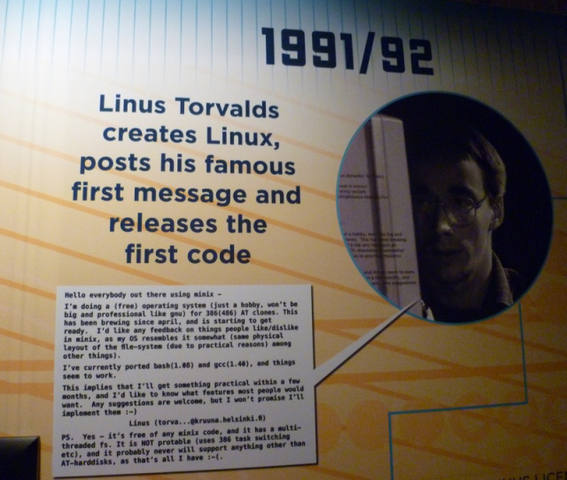 1991/92
Linus Torvalds
creates Linux,
posts his famous
first message and
releases the
first code
Hello everybody out there using minix -
I'm doing a (free) operating system (just a hobby, won't be
big and professional like gnu) for 386(486) AT clones. This
has been brewing since april, and is starting to get
ready. I'd like any feedback on things people like/dislike
in minix, as my OS resembles it somewhat (same physical
layout of the file-system (due to practical reasons) among
other things).
I've currently ported bash(1.08) and gcc(1.40), and things
seem to work.
This implies that I'll get something practical within a few
months, and I'd like to know what features most people would
want. Any suggestions are welcome, but I won't promise I'll
implement them :-)
Linus (torva...@kruuna.helsinki.fi)
PS. Yes - it's free of any minix code, and it has a multi-
threaded fs. It is NOT protable (uses 386 task switching
etc), and it probably never will support anything other than
AT-harddisks, as that's all I have :-(.